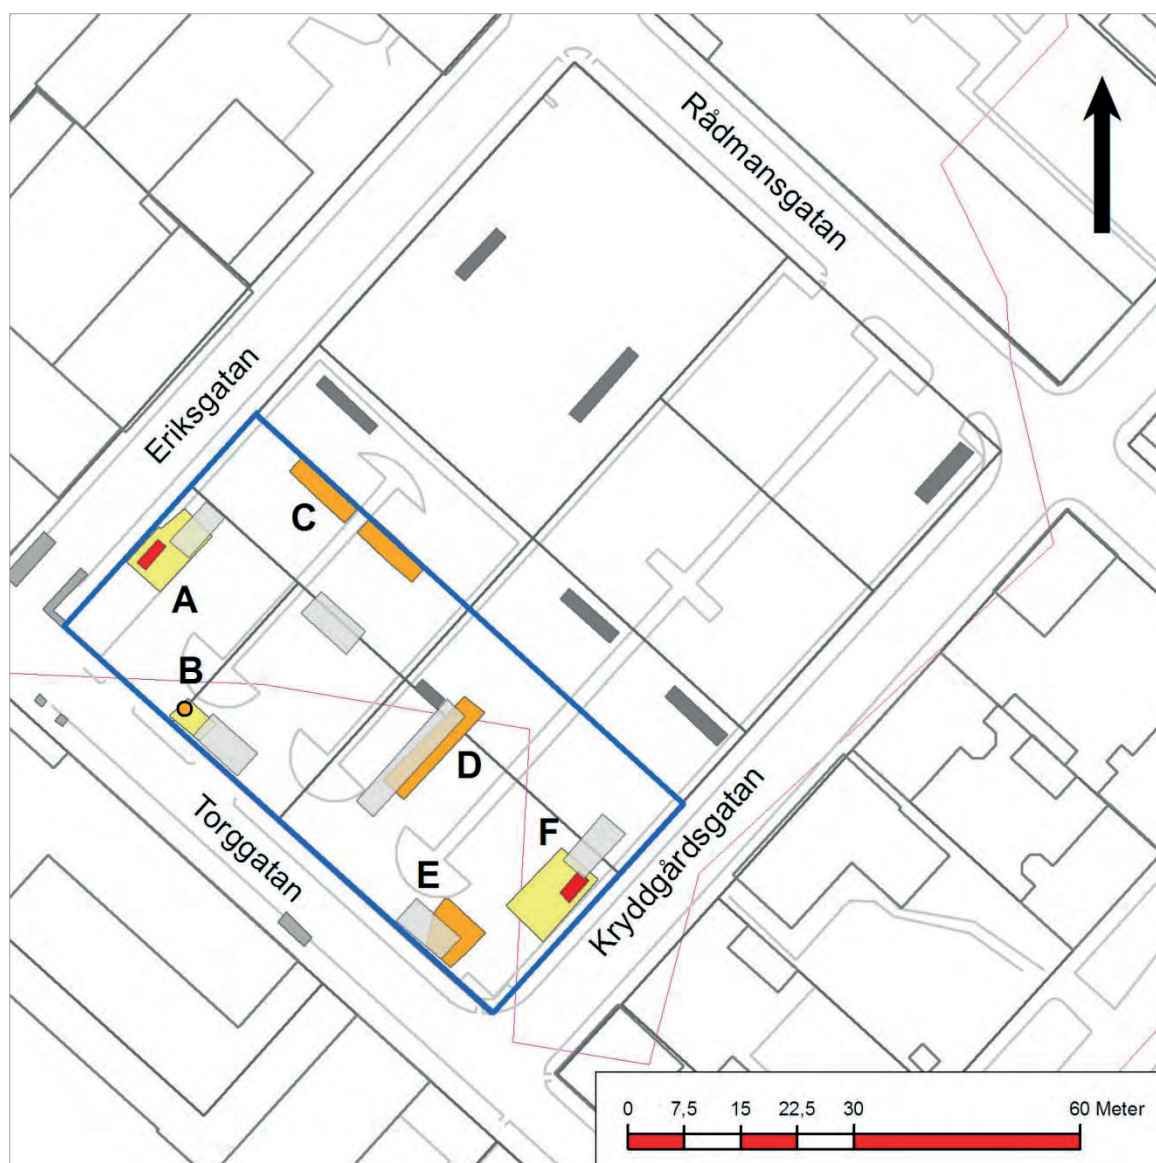 Rådmansgatan
Eriksgatan
C
A
B
D
F
Torggatan
E
Kryddgårdsgatan
0 7,5 15 22,5 30 60 Meter